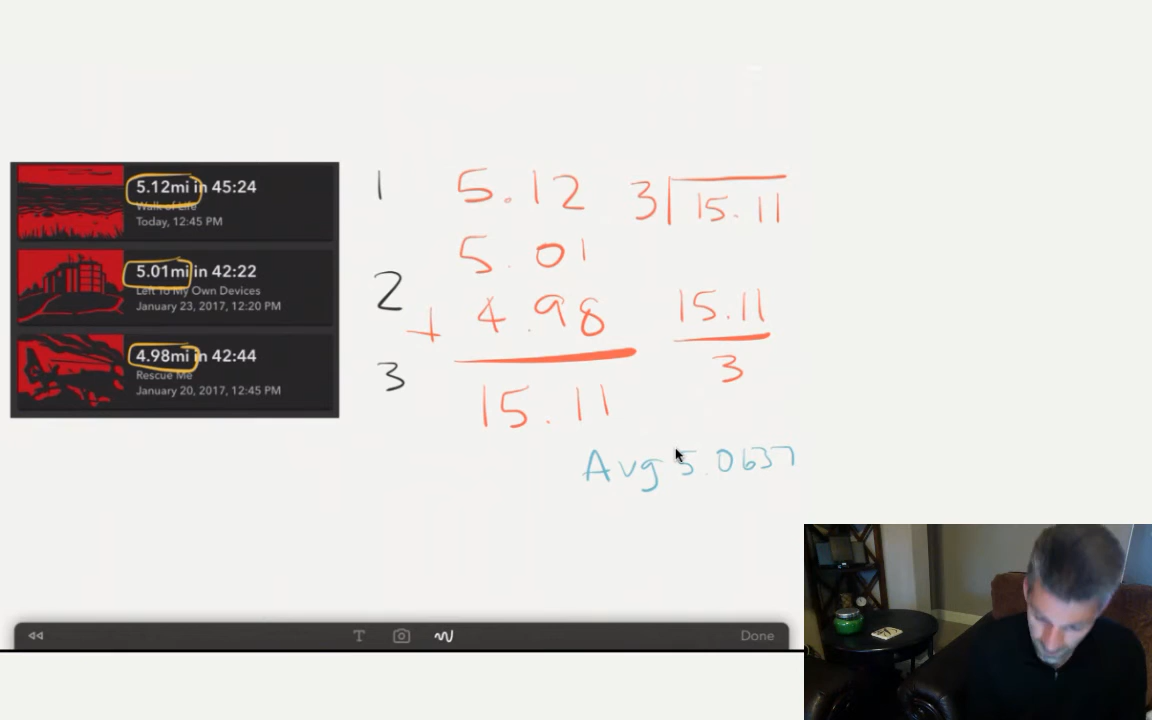 5.12mi in 45:24
Walk of Life
Today, 12:45 PM
5.01mi in 42:22
Left To My Own Devices
January 23, 2017, 12:20 PM
4.98mi in 42:44
Rescue Me
January 20, 2017, 12:45 PM
1
2
3
5.12
5.01
+ 4.98
15.11
3 15.11
15.11
3
Avg 5.0637
T
Done